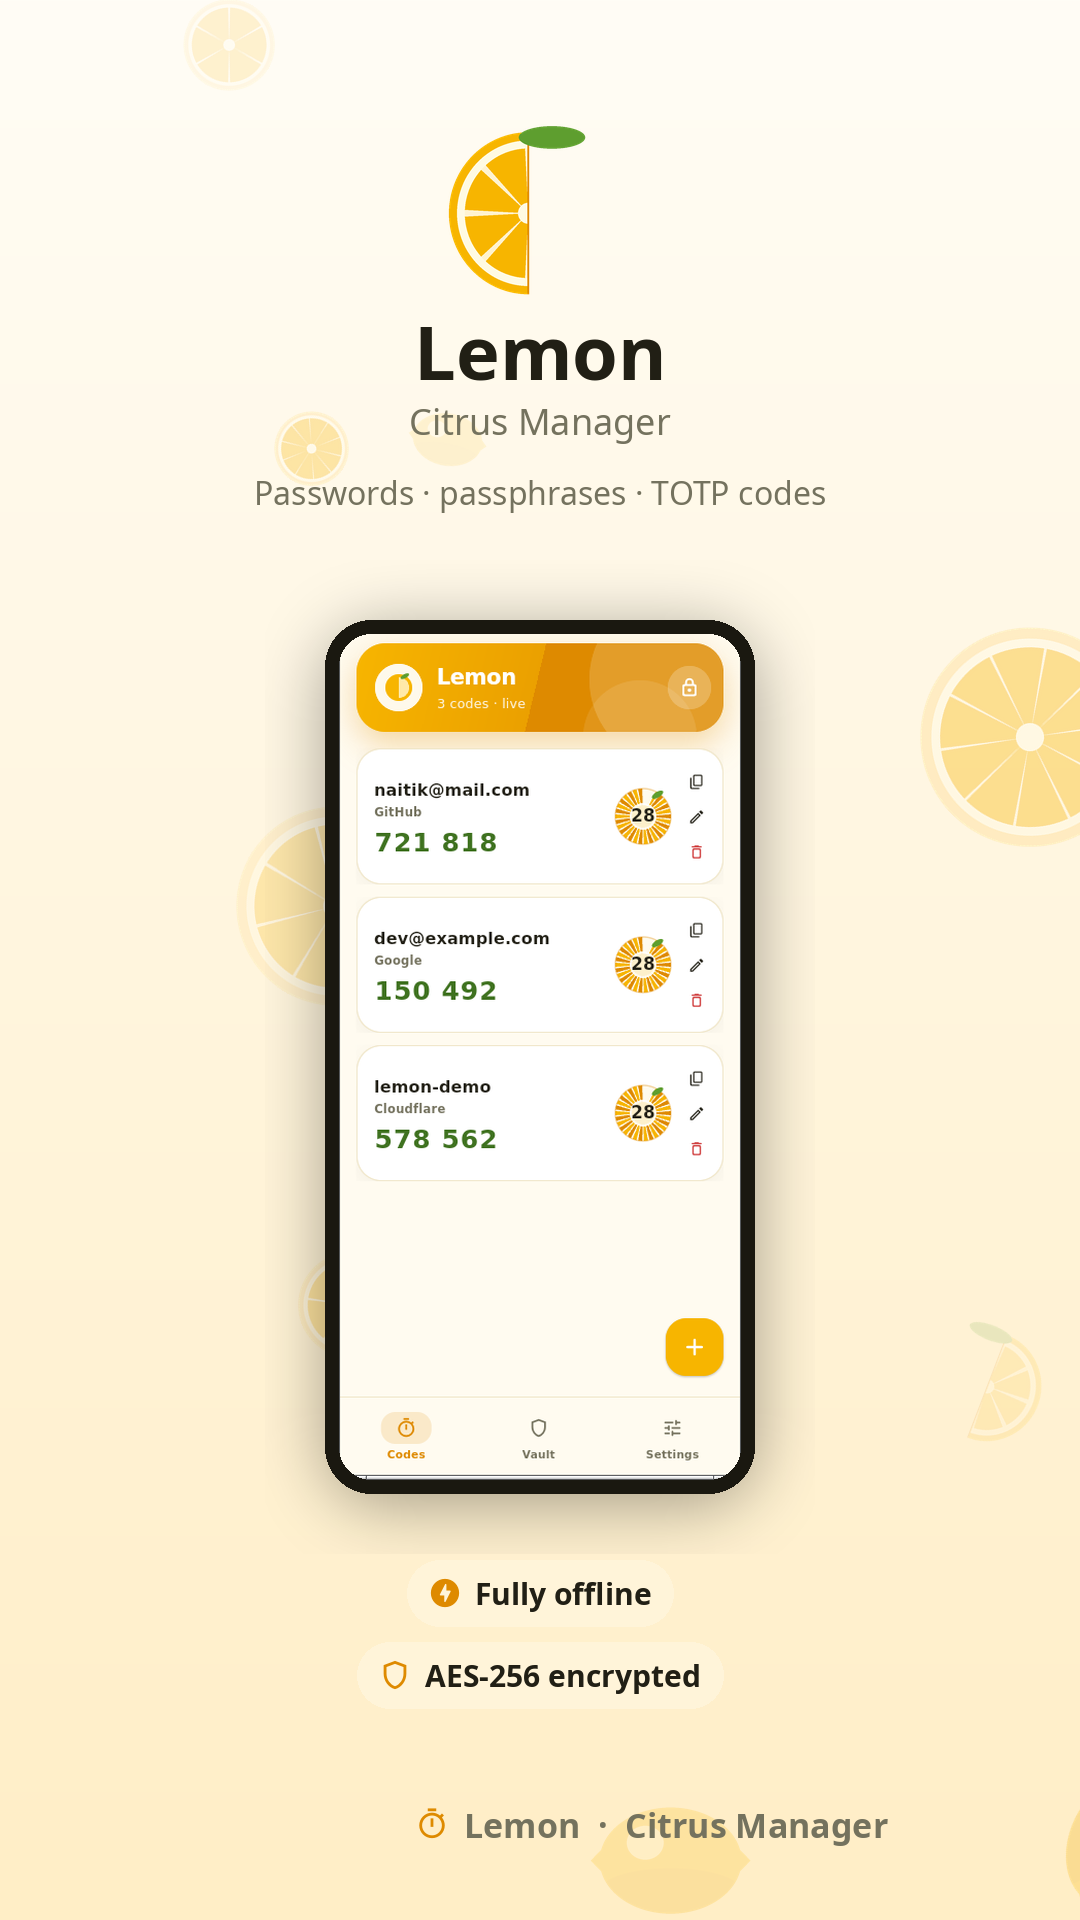 Lemon
Citrus Manager
Passwords · passphrases · TOTP codes
Lemon
3 codes · live
naitik@mail.com
GitHub
721 818
28
dev@example.com
Google
150 492
28
lemon-demo
Cloudflare
578 562
28
Codes Vault Settings
Fully offline
AES-256 encrypted
Lemon · Citrus Manager